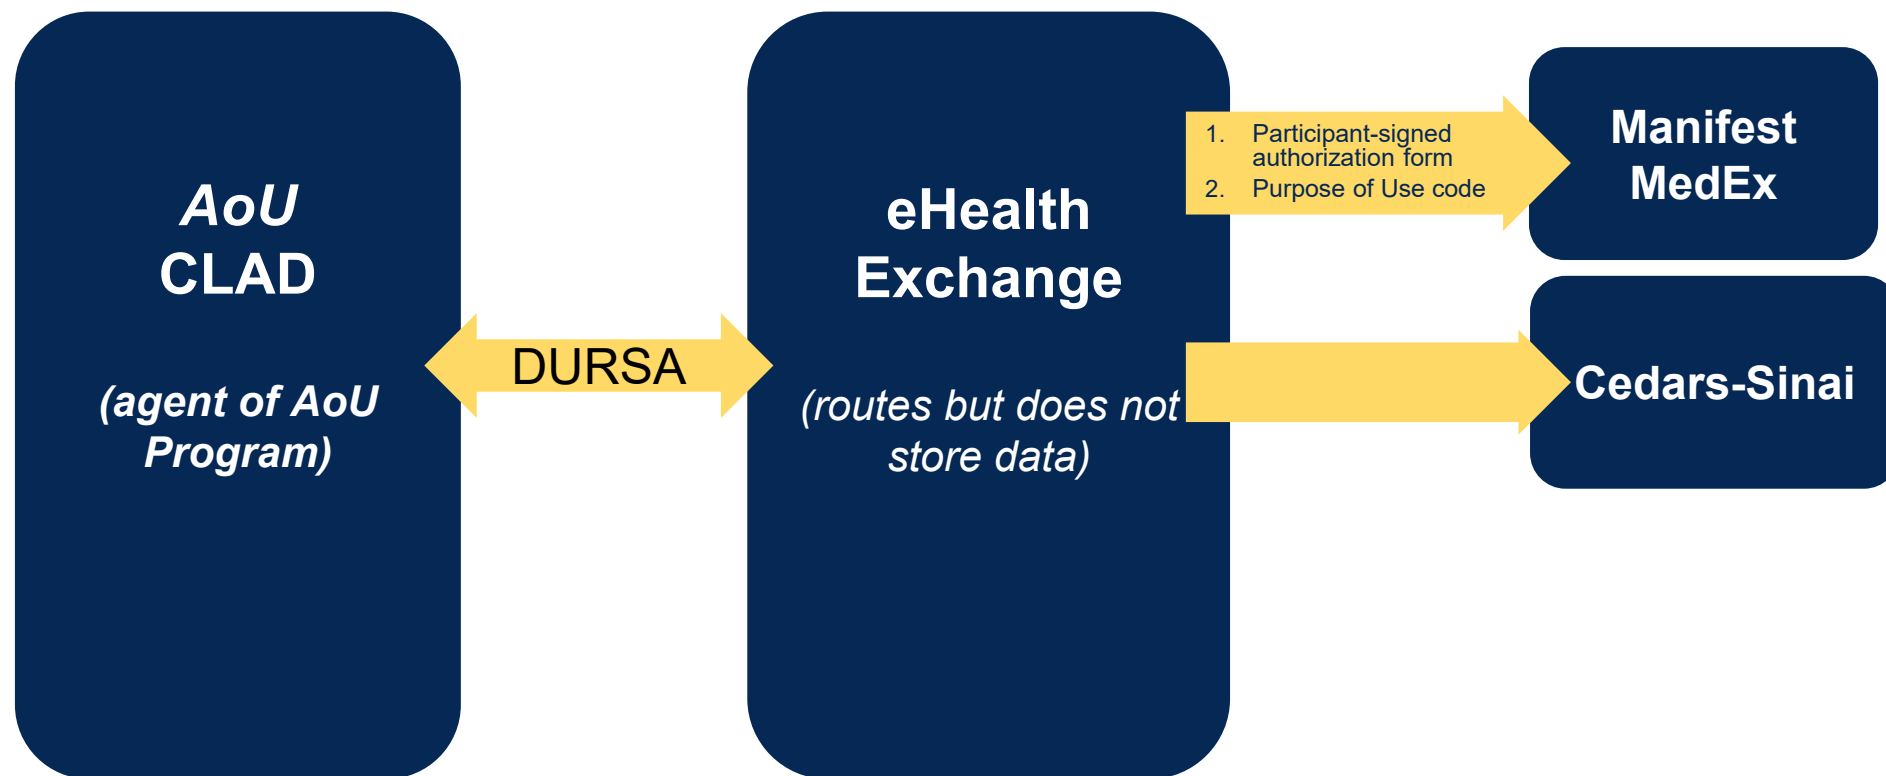 AoU
CLAD
(agent of AoU
Program)
DURSA
eHealth
Exchange
(routes but does not
store data)
1. Participant-signed
authorization form
2. Purpose of Use code
Manifest
MedEx
Cedars-Sinai